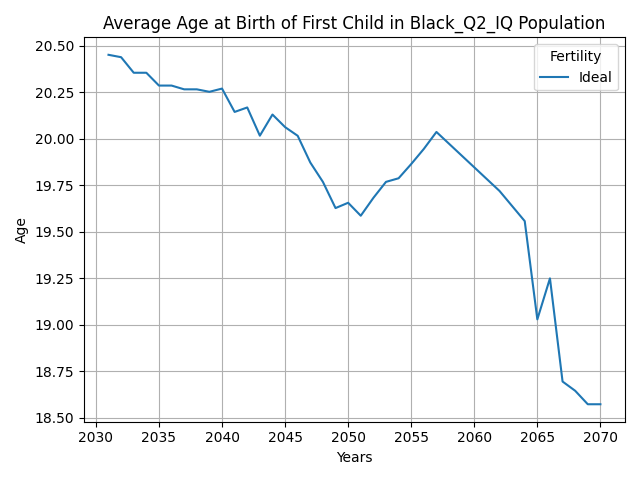 Average Age at Birth of First Child in Black_Q2_IQ Population
Fertility
Ideal
20.50
20.25
20.00
19.75
19.50
19.25
19.00
18.75
18.50
Age
2030 2035 2040 2045 2050 2055 2060 2065 2070
Years